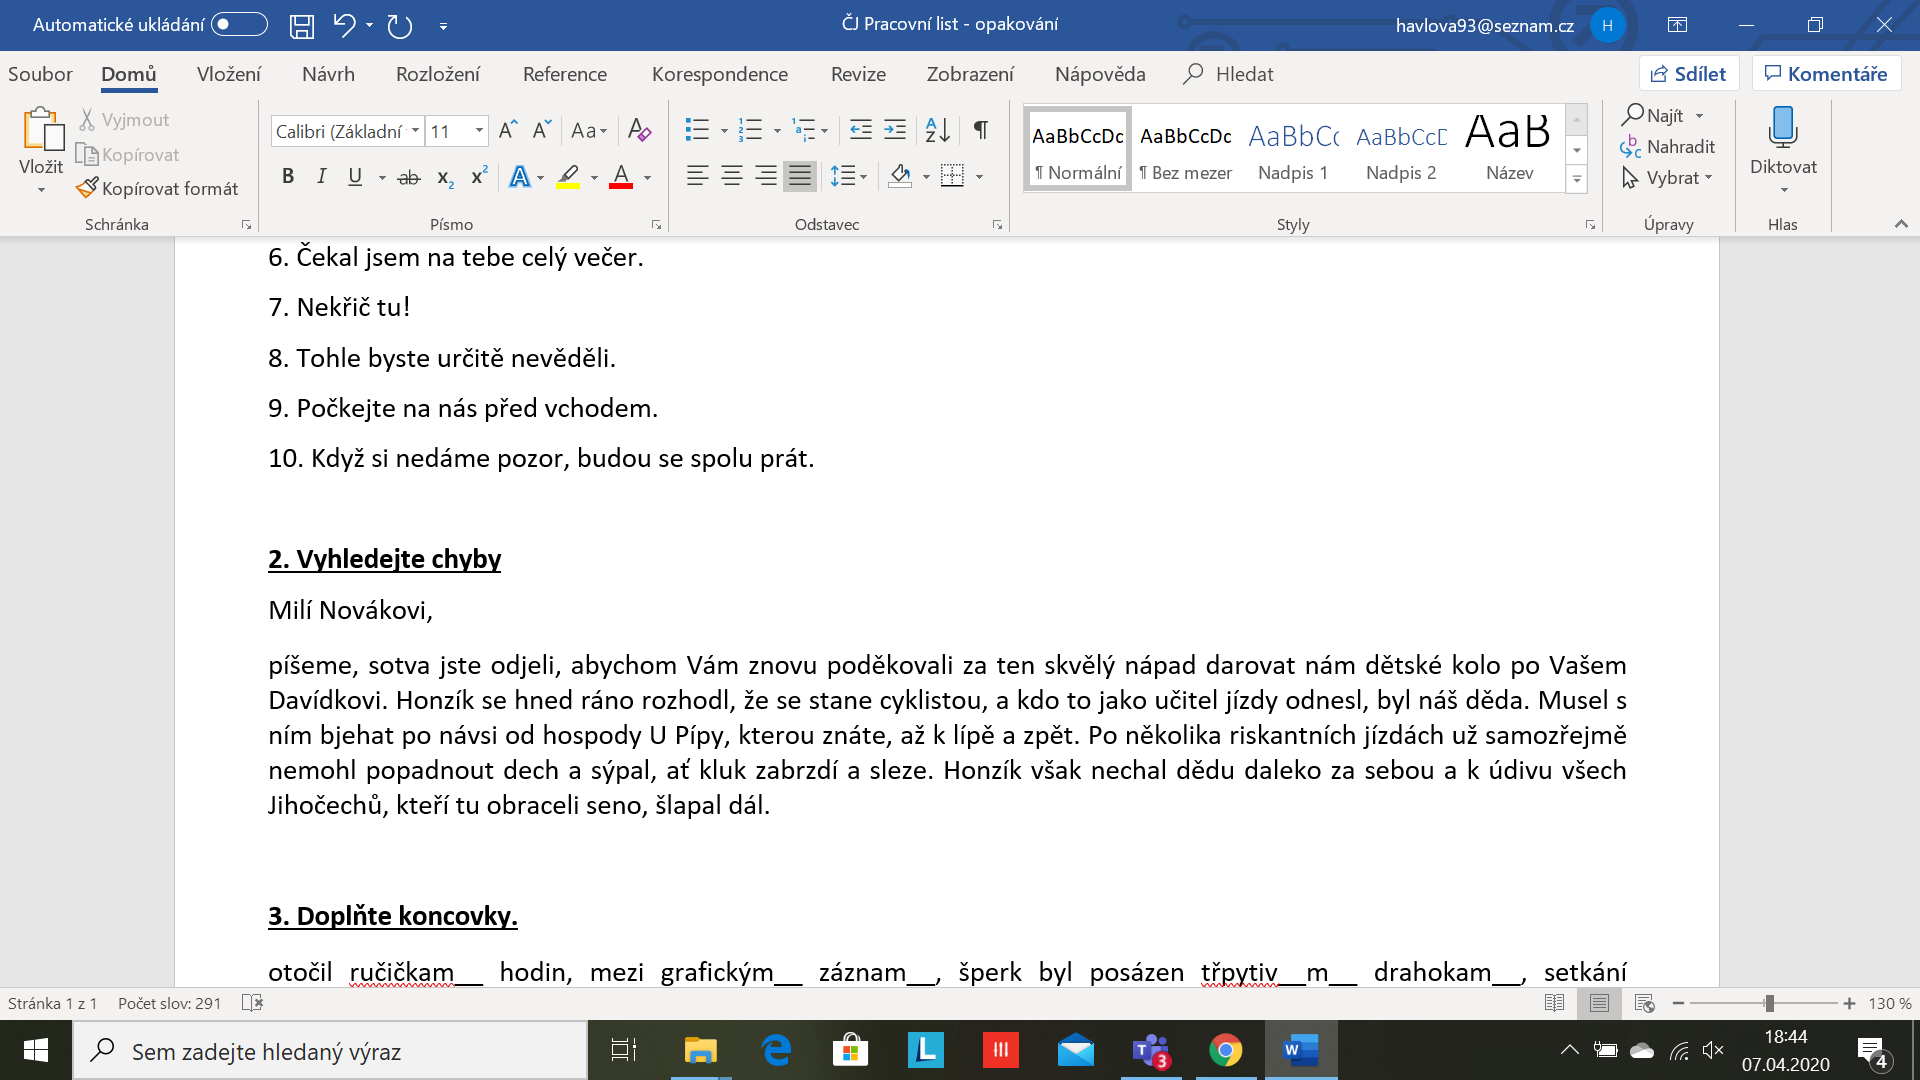 Automatické ukládání
ČJ Pracovní list - opakování
havlova93@seznam.cz
H
Soubor Domů Vložení Návrh Rozložení Reference Korespondence Revize Zobrazení Nápověda Hledat
Sdílet Komentáře
Vložit
Vyjmout
Kopírovat
Kopírovat formát
Schránka
Calibri (Základní 11
Písmo
Odstavec
AaBbCcDc AaBbCcDc AaBbCc AaBbCcD AaB
¶ Normální ¶ Bez mezer Nadpis 1 Nadpis 2 Název
Styly
Najít
Nahradit
Vybrat
Úpravy
Diktovat
Hlas
6. Čekal jsem na tebe celý večer.
7. Nekřič tu!
8. Tohle byste určitě nevěděli.
9. Počkejte na nás před vchodem.
10. Když si nedáme pozor, budou se spolu prát.
2. Vyhledejte chyby
Milí Novákovi,
píšeme, sotva jste odjeli, abychom Vám znovu poděkovali za ten skvělý nápad darovat nám dětské kolo po Vašem
Davídkovi. Honzík se hned ráno rozhodl, že se stane cyklistou, a kdo to jako učitel jízdy odnesl, byl náš děda. Musel s
ním bjehat po návsi od hospody U Pípy, kterou znáte, až k lípě a zpět. Po několika riskantních jízdách už samozřejmě
nemohl popadnout dech a sýpal, ať kluk zabrzdí a sleze. Honzík však nechal dědu daleko za sebou a k údivu všech
Jihočechů, kteří tu obraceli seno, šlapal dál.
3. Doplňte koncovky.
otočil ručičkam__ hodin, mezi grafickým__ záznam__, šperk byl posázen třpytiv__m__ drahokam__, setkání
Stránka 1 z 1 Počet slov: 291
130 %
Sem zadejte hledaný výraz
3
18:44
07.04.2020
4